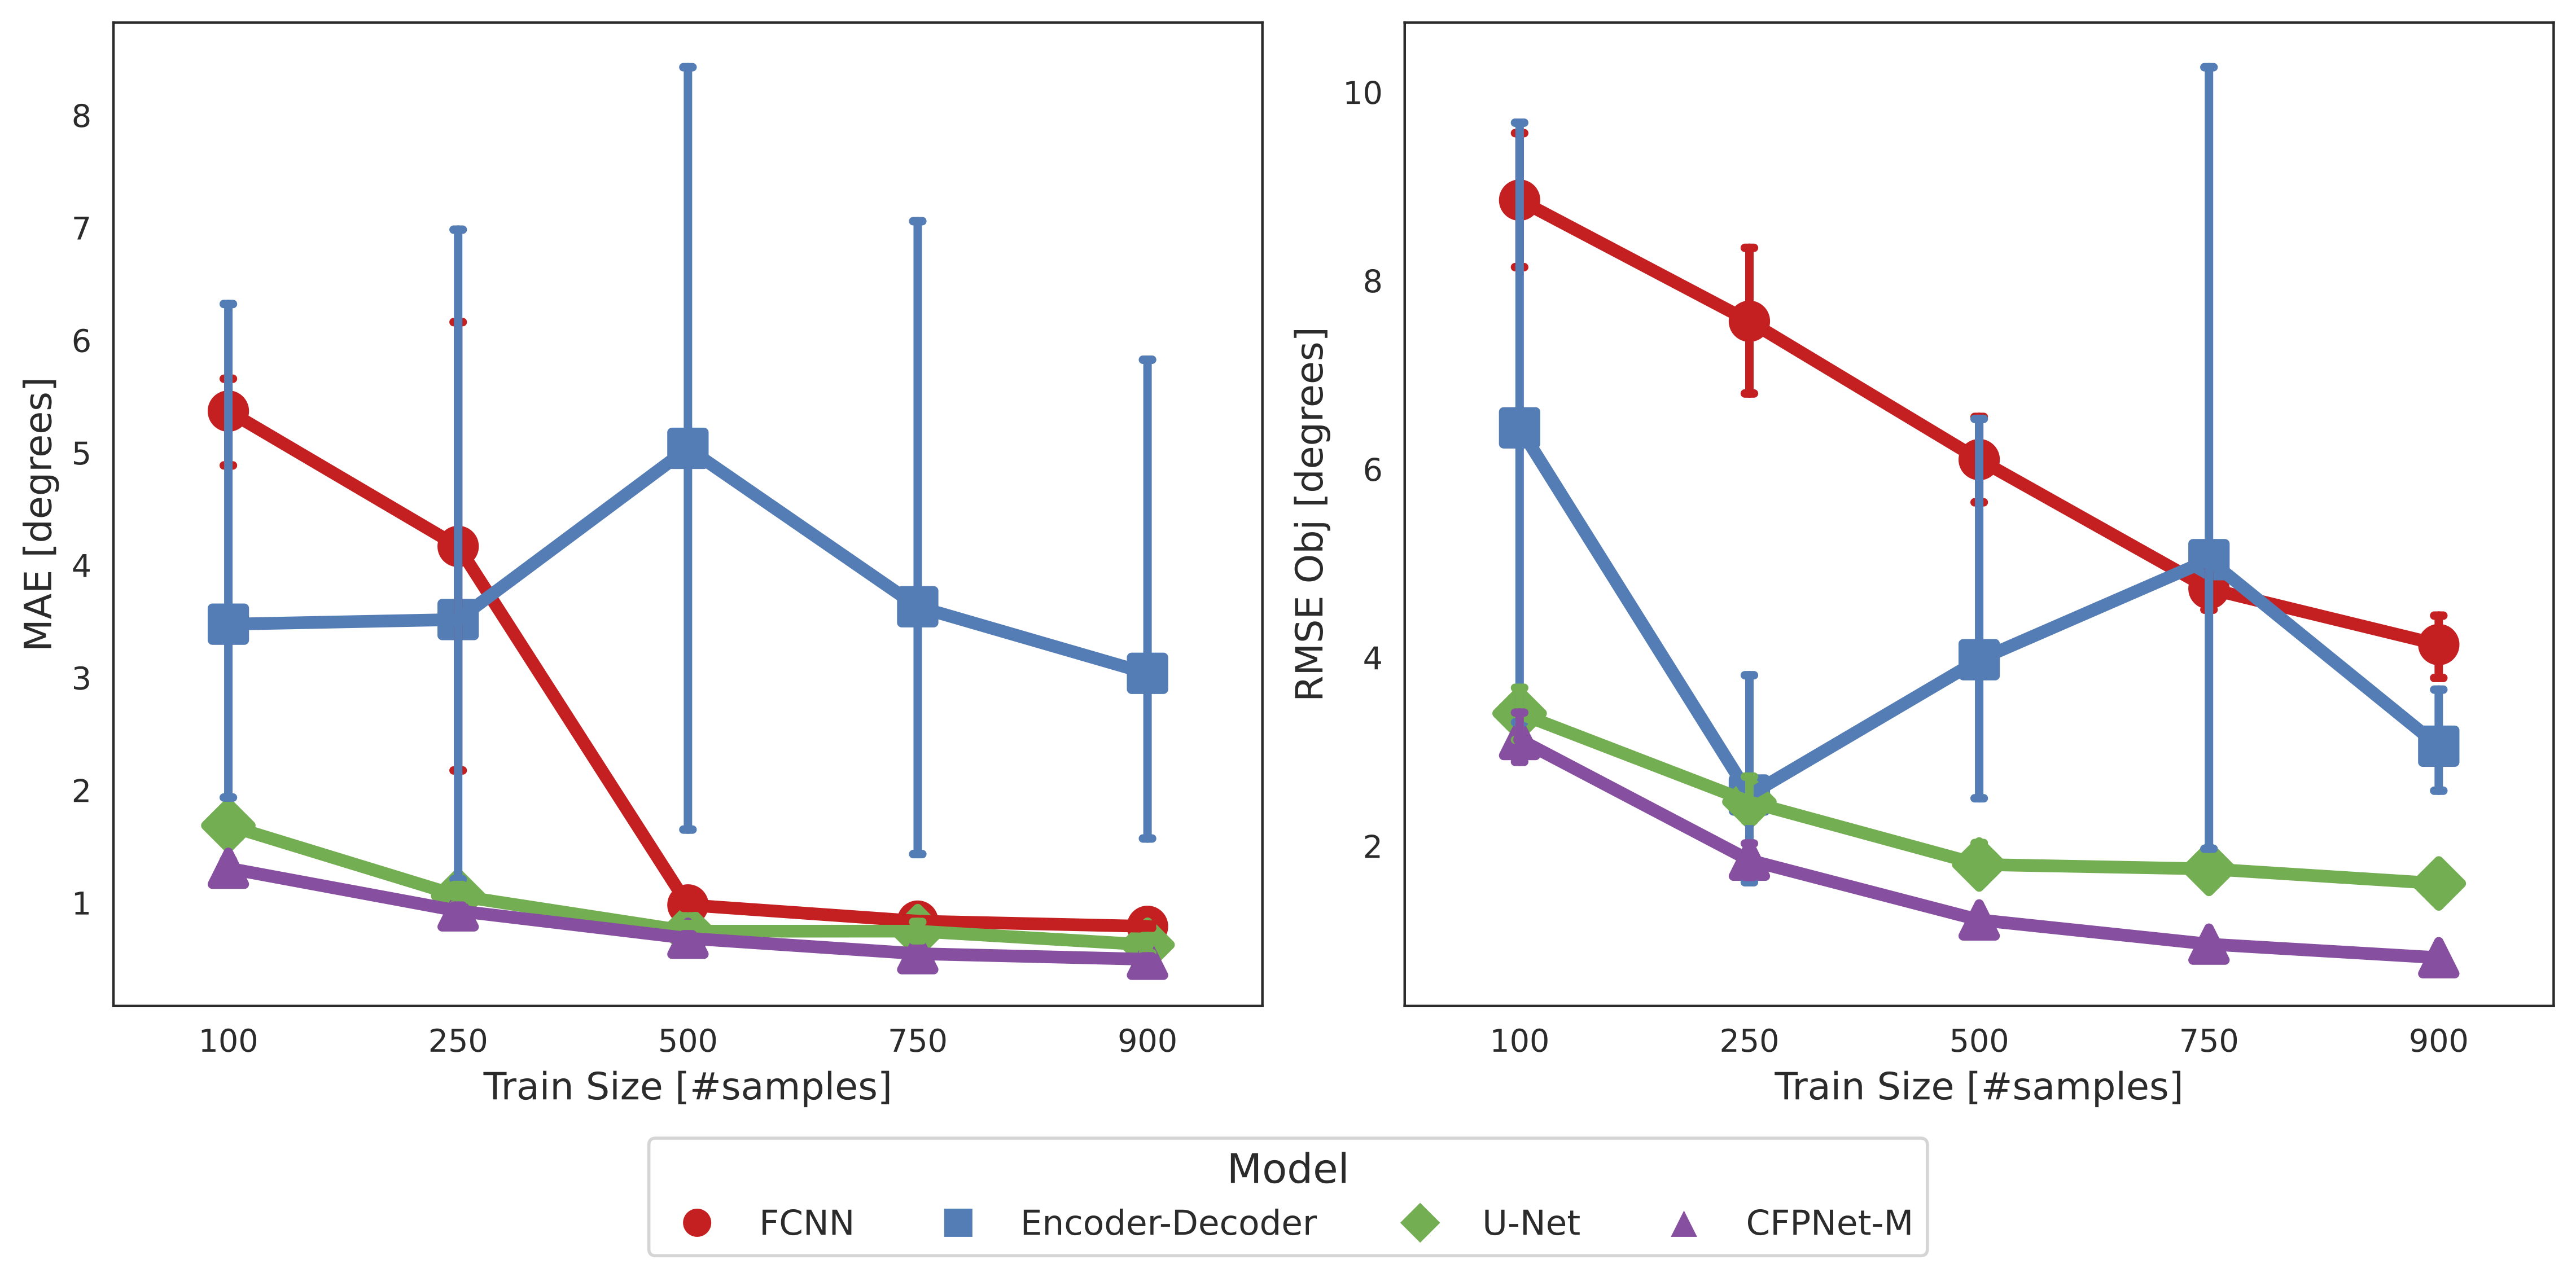 MAE [degrees]
8
7
6
5
4
3
2
1
100 250 500 750 900
Train Size [#samples]
RMSE Obj [degrees]
10
8
6
4
2
100 250 500 750 900
Train Size [#samples]
Model
FCNN Encoder-Decoder U-Net CFPNet-M